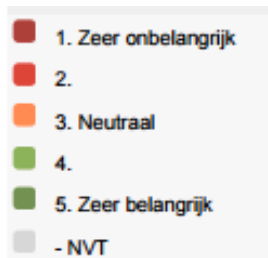 1. Zeer onbelangrijk
2.
3. Neutraal
4.
5. Zeer belangrijk
- NVT